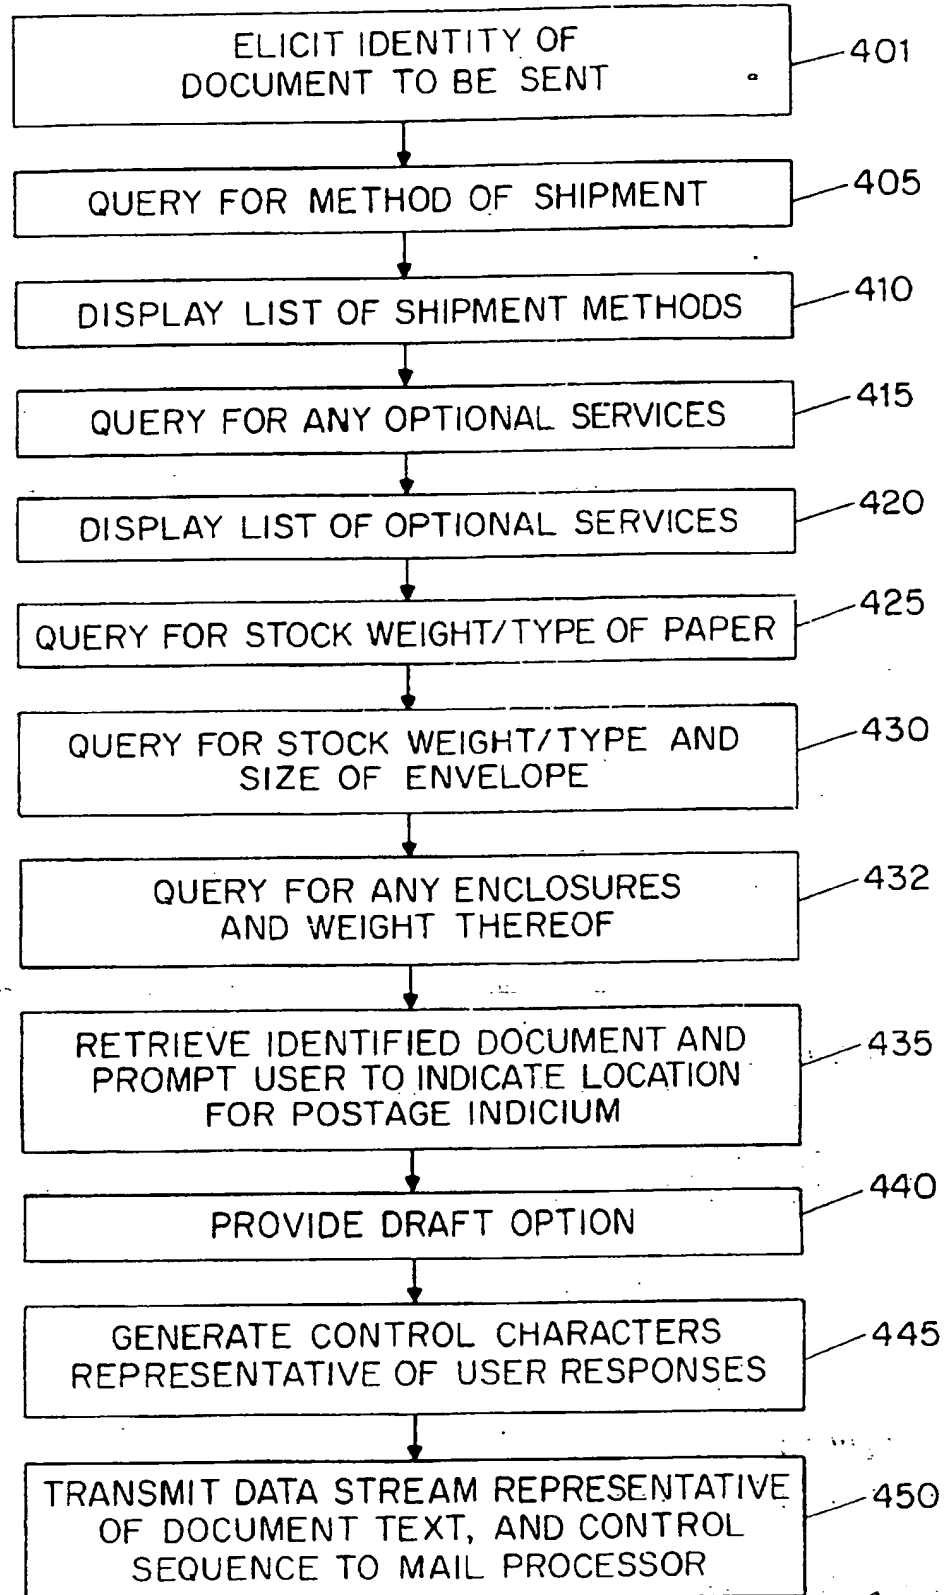 ELICIT IDENTITY OF
DOCUMENT TO BE SENT
401
QUERY FOR METHOD OF SHIPMENT
405
DISPLAY LIST OF SHIPMENT METHODS
410
QUERY FOR ANY OPTIONAL SERVICES
415
DISPLAY LIST OF OPTIONAL SERVICES
420
QUERY FOR STOCK WEIGHT/TYPE OF PAPER
425
QUERY FOR STOCK WEIGHT/TYPE AND
SIZE OF ENVELOPE
430
QUERY FOR ANY ENCLOSURES
AND WEIGHT THEREOF
432
RETRIEVE IDENTIFIED DOCUMENT AND
PROMPT USER TO INDICATE LOCATION
FOR POSTAGE INDICIUM
435
PROVIDE DRAFT OPTION
440
GENERATE CONTROL CHARACTERS
REPRESENTATIVE OF USER RESPONSES
445
TRANSMIT DATA STREAM REPRESENTATIVE
OF DOCUMENT TEXT, AND CONTROL
SEQUENCE TO MAIL PROCESSOR
450